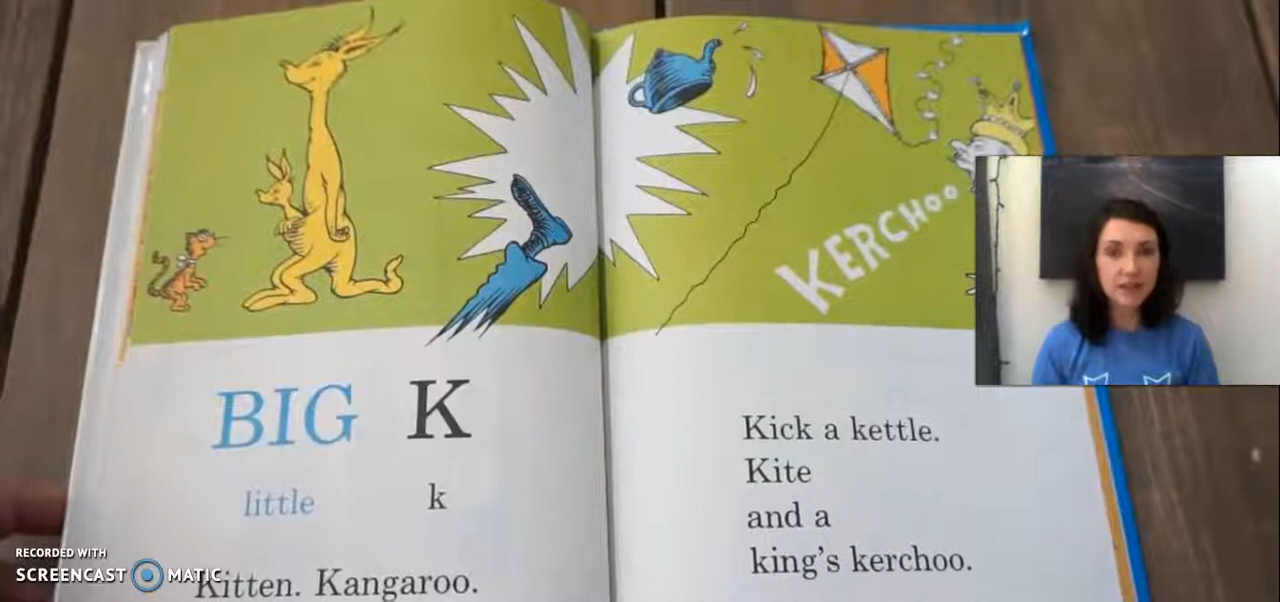 KERCHOO
BIG K
little k
Kitten. Kangaroo.
Kick a kettle.
Kite
and a
king's kerchoo.
RECORDED WITH
SCREENCAST MATIC